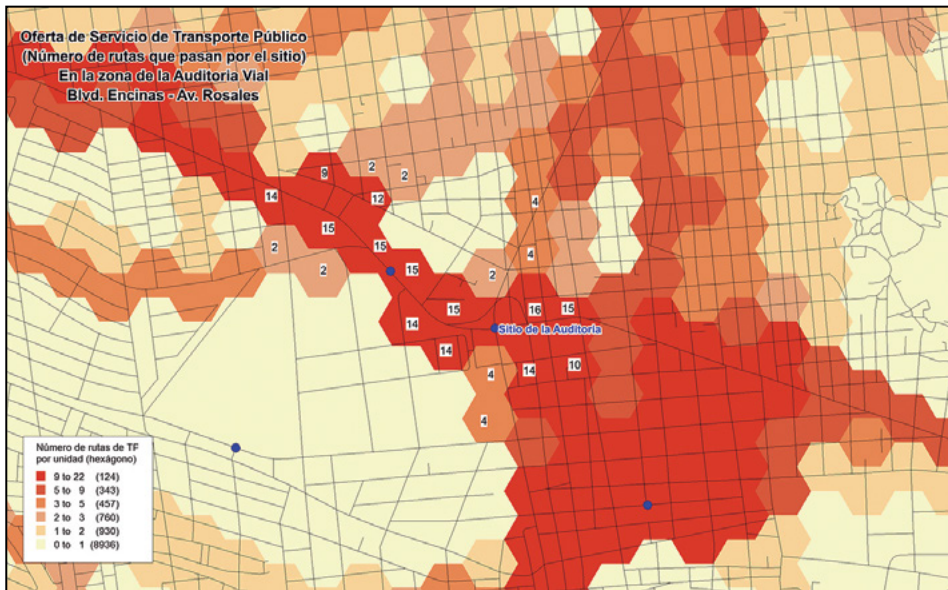 Oferta de Servicio de Transporte Público
(Número de rutas que pasan por el sitio)
En la zona de la Auditoria Vial
Blvd. Encinas - Av. Rosales
9
2
2
14
12
4
15
2
15
4
2
15
2
15
16
15
14
Sitio de la Auditoría
14
4
14
10
4
Número de rutas de TP
por unidad (hexágono)
9 to 22 (124)
5 to 9 (343)
3 to 5 (457)
2 to 3 (760)
1 to 2 (930)
0 to 1 (8936)